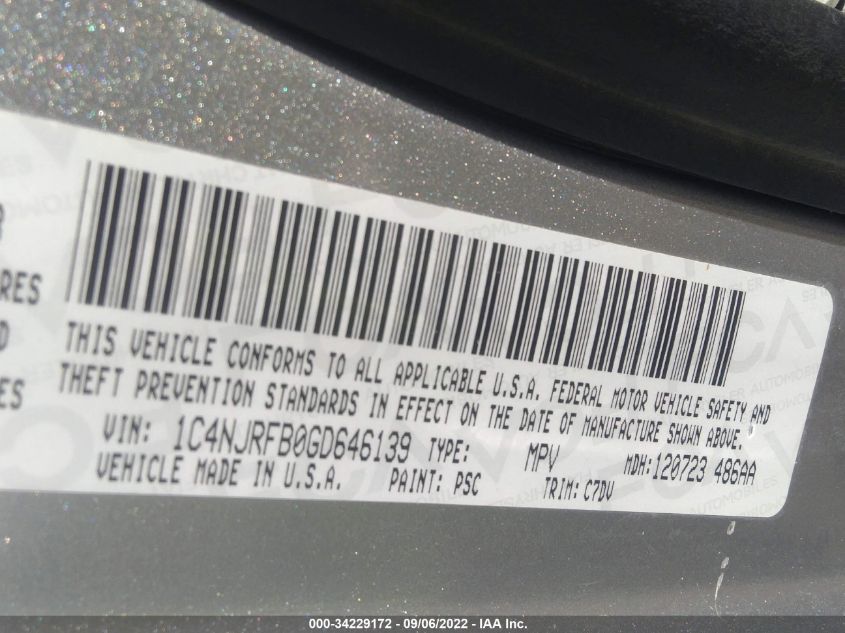 RES
THIS VEHICLE CONFORMS TO ALL APPLICABLE U.S.A. FEDERAL MOTOR VEHICLE SAFETY AND
THEFT PREVENTION STANDARDS IN EFFECT ON THE DATE OF MANUFACTURE SHOWN ABOVE.
ES
VIN: 1C4NJRFB0GD646139 TYPE: MPV MDH:120723 486AA
VEHICLE MADE IN U.S.A. PAINT: PSC TRIM: C7DV
000-34229172 - 09/06/2022 - IAA Inc.